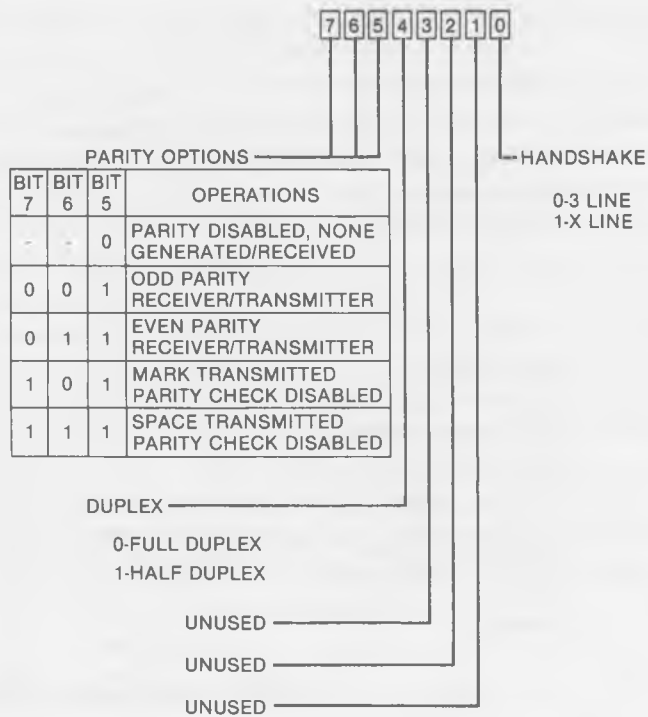 7 6 5 4 3 2 1 0
PARITY OPTIONS
HANDSHAKE
0-3 LINE
1-X LINE
BIT 7 BIT 6 BIT 5 OPERATIONS
- - 0 PARITY DISABLED, NONE GENERATED/RECEIVED
0 0 1 ODD PARITY RECEIVER/TRANSMITTER
0 1 1 EVEN PARITY RECEIVER/TRANSMITTER
1 0 1 MARK TRANSMITTED PARITY CHECK DISABLED
1 1 1 SPACE TRANSMITTED PARITY CHECK DISABLED
DUPLEX
0-FULL DUPLEX
1-HALF DUPLEX
UNUSED
UNUSED
UNUSED